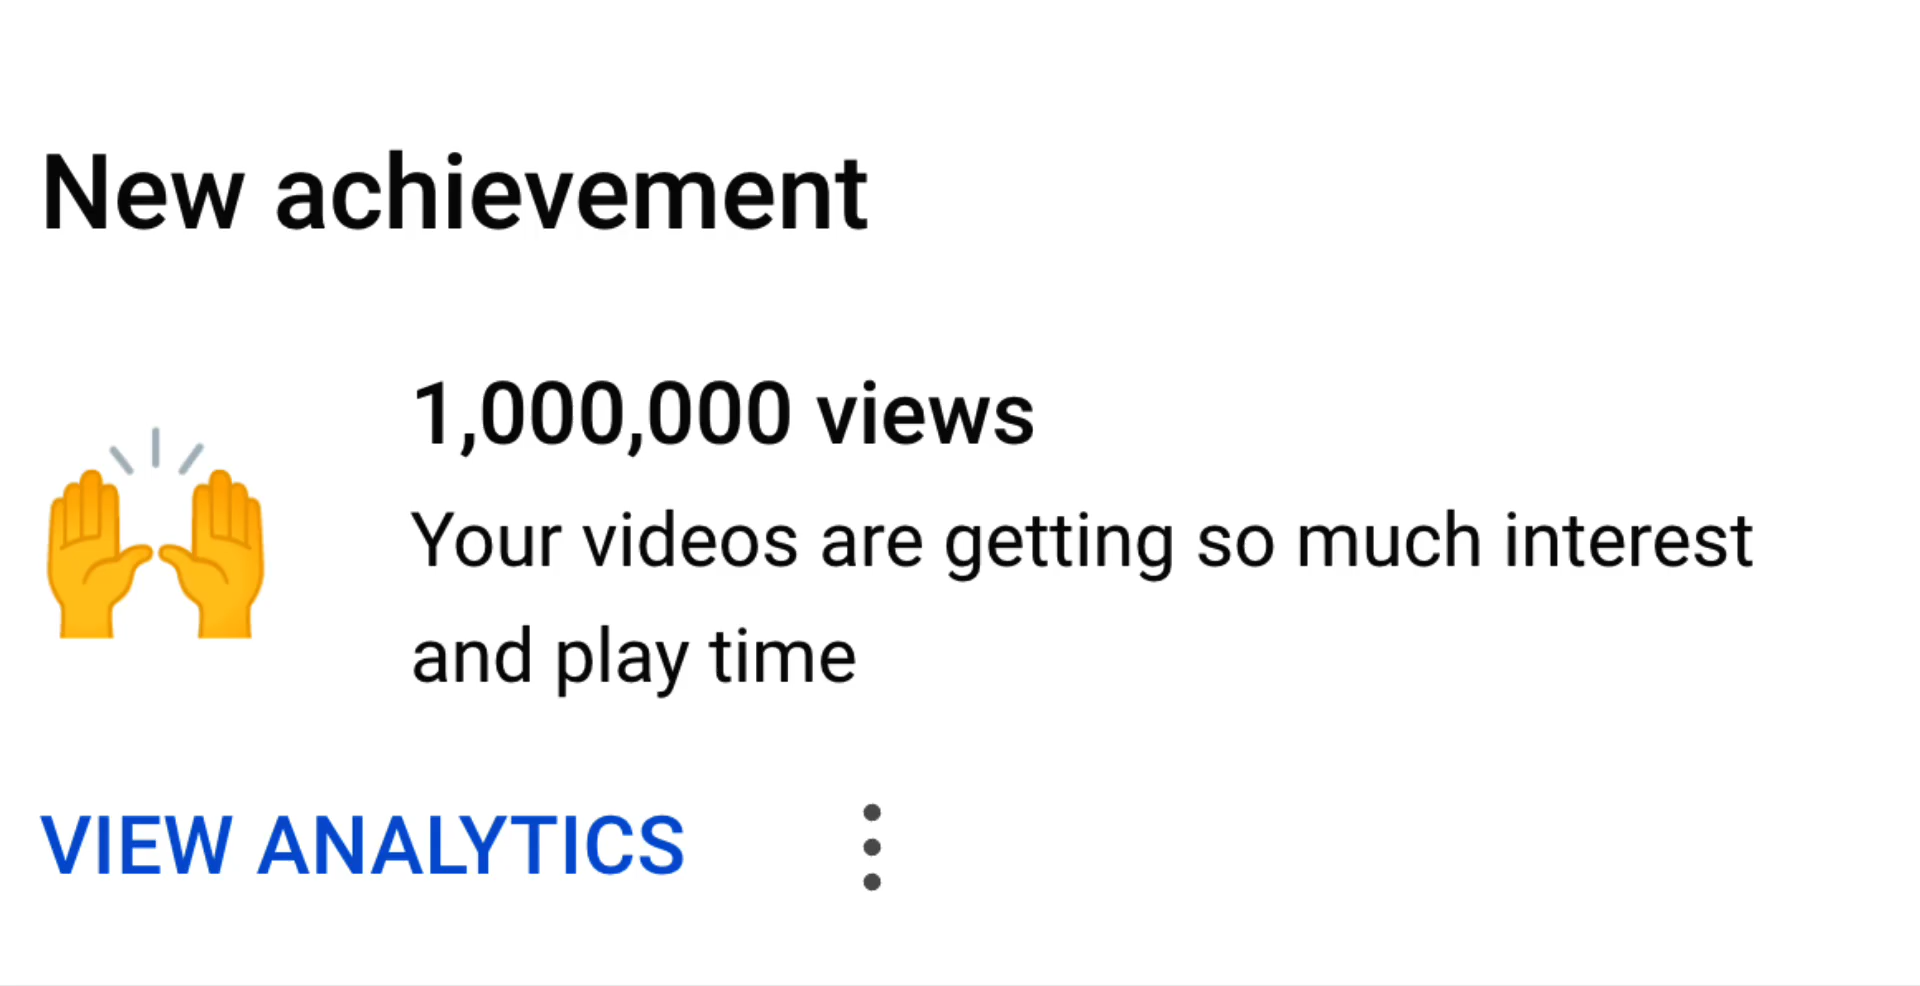 New achievement
1,000,000 views
Your videos are getting so much interest
and play time
VIEW ANALYTICS